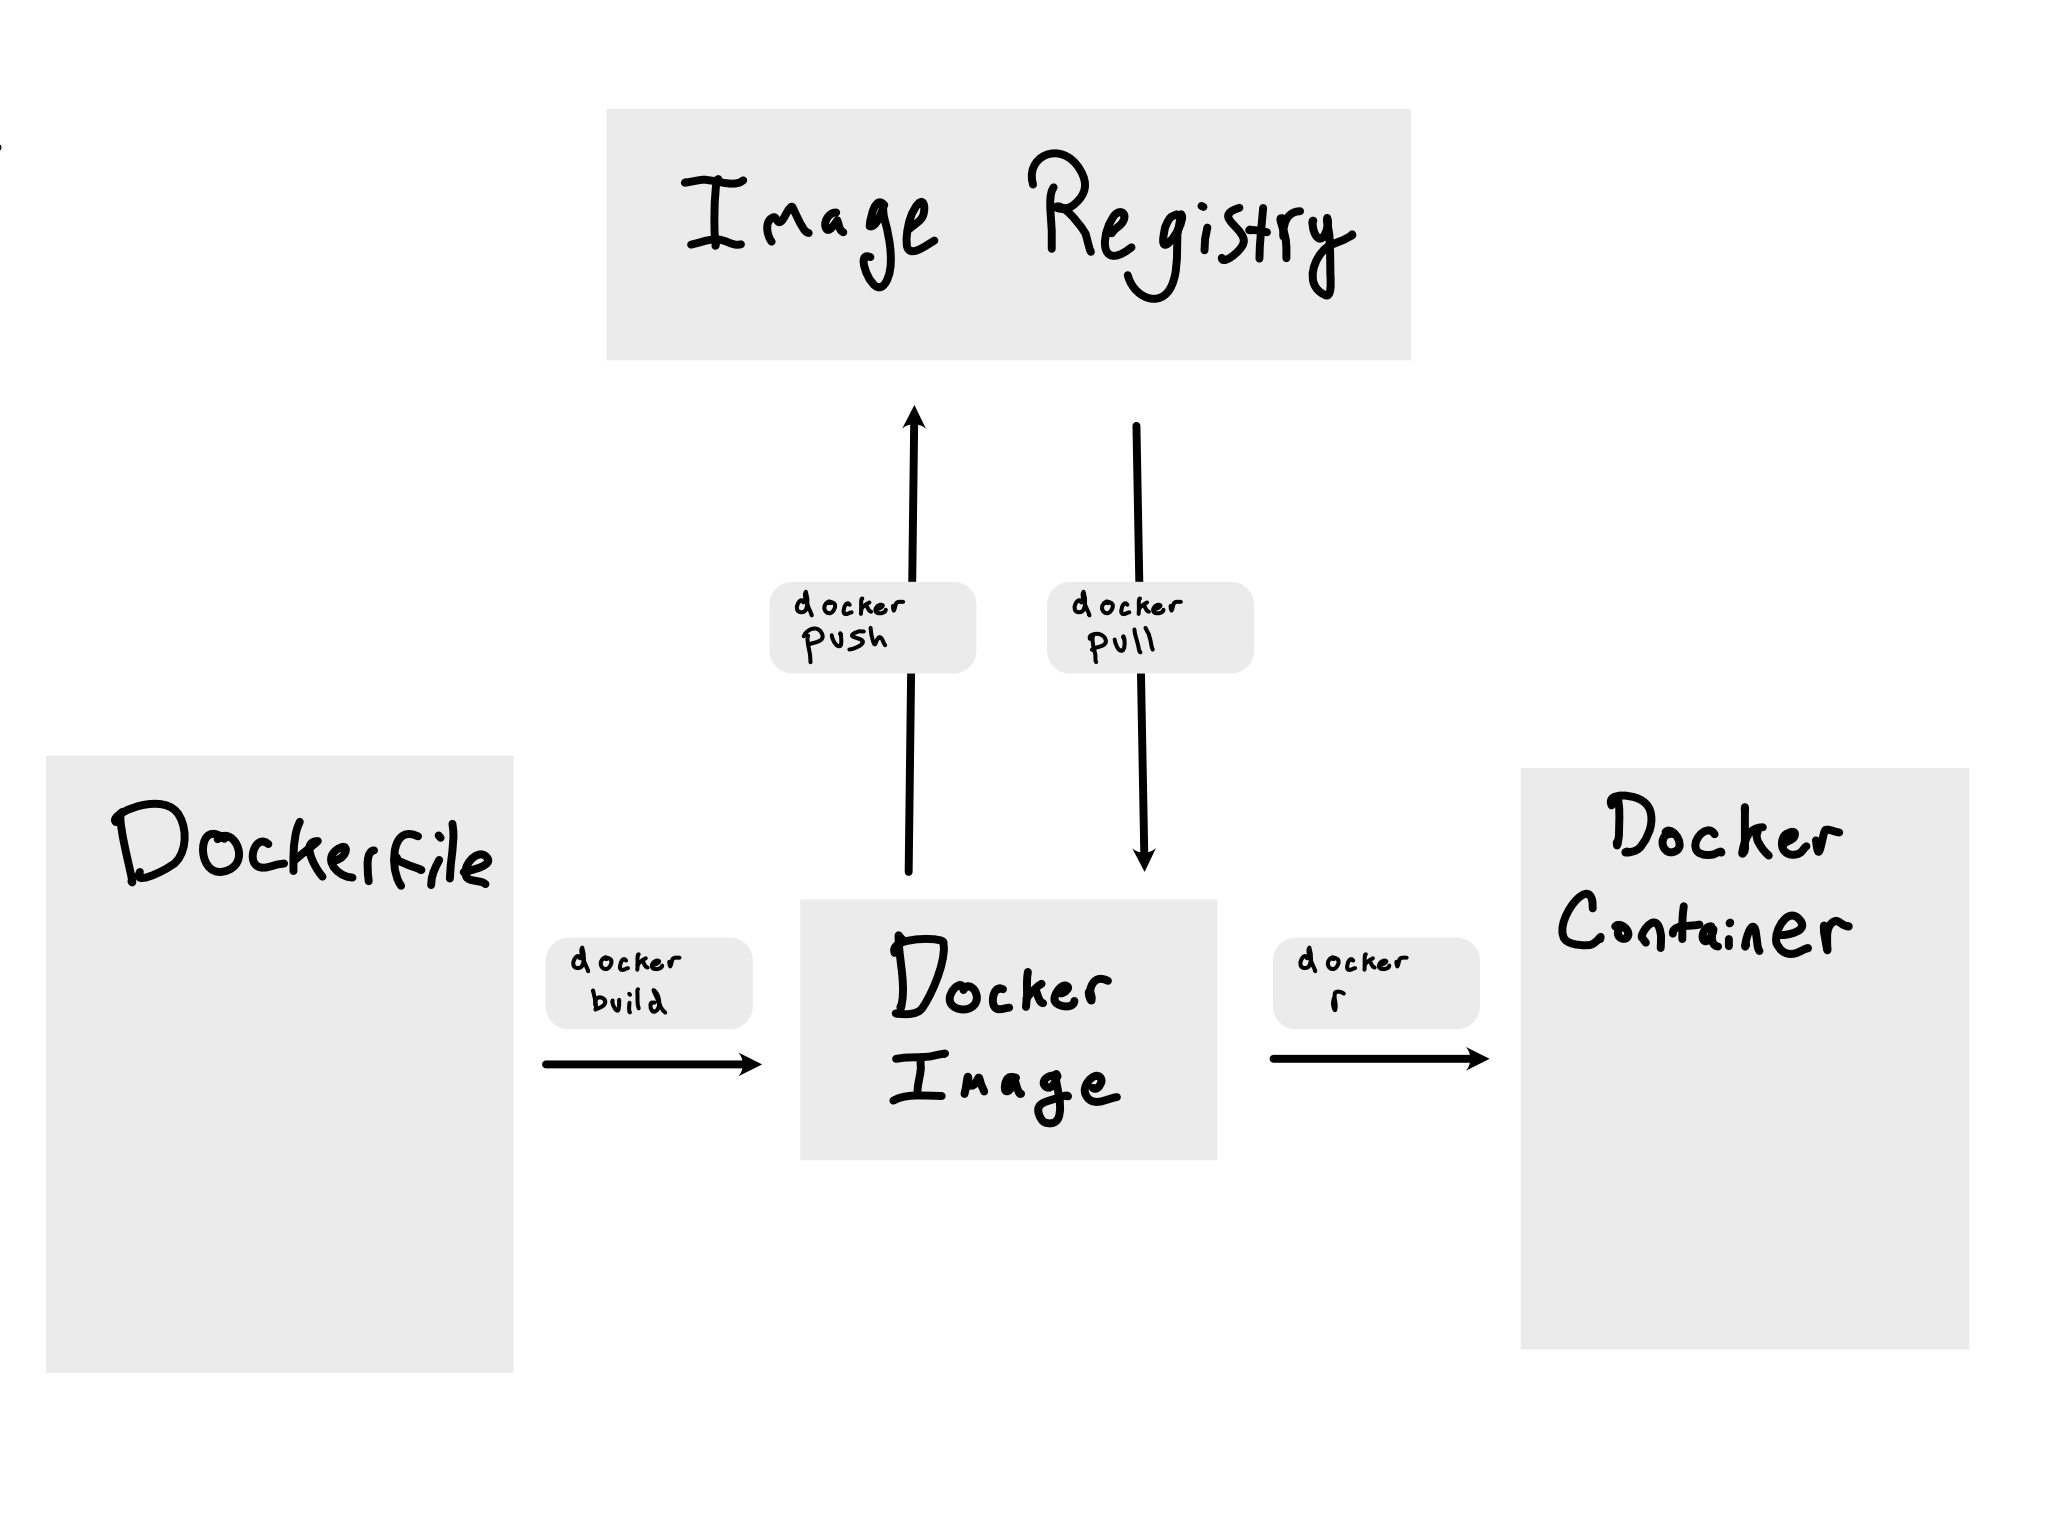 Image Registry
docker
push
docker
pull
Dockerfile
docker
build
Docker
Image
docker
r
Docker
Container